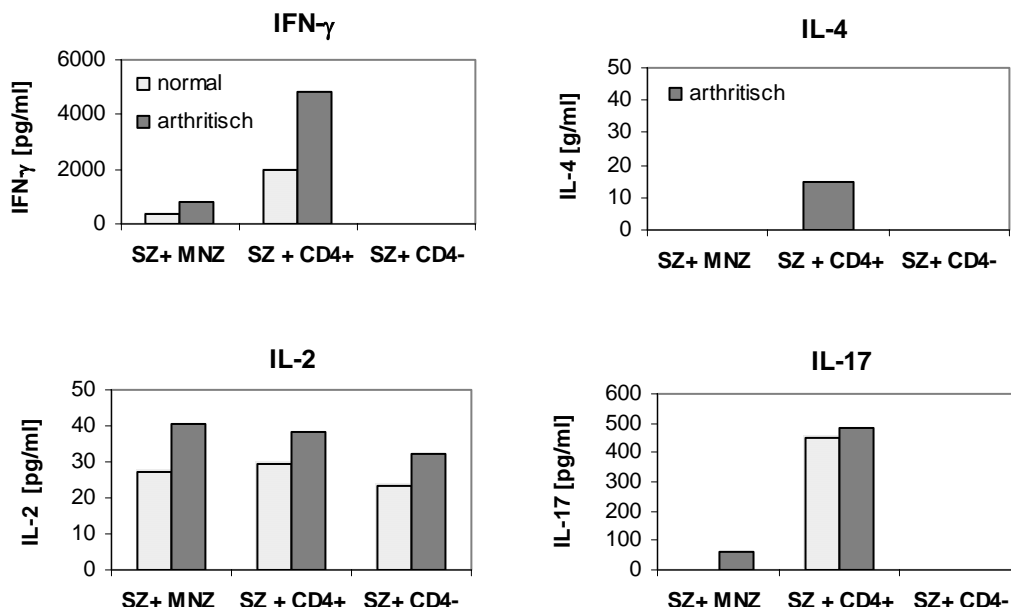 IFN-γ
IFN-γ [pg/ml]
6000
4000
2000
0
normal
arthritisch
SZ+ MNZ SZ + CD4+ SZ+ CD4-
IL-4
IL-4 [g/ml]
50
40
30
20
10
0
arthritisch
SZ+ MNZ SZ + CD4+ SZ+ CD4-
IL-2
IL-2 [pg/ml]
50
40
30
20
10
0
SZ+ MNZ SZ + CD4+ SZ+ CD4-
IL-17
IL-17 [pg/ml]
600
500
400
300
200
100
0
SZ+ MNZ SZ + CD4+ SZ+ CD4-